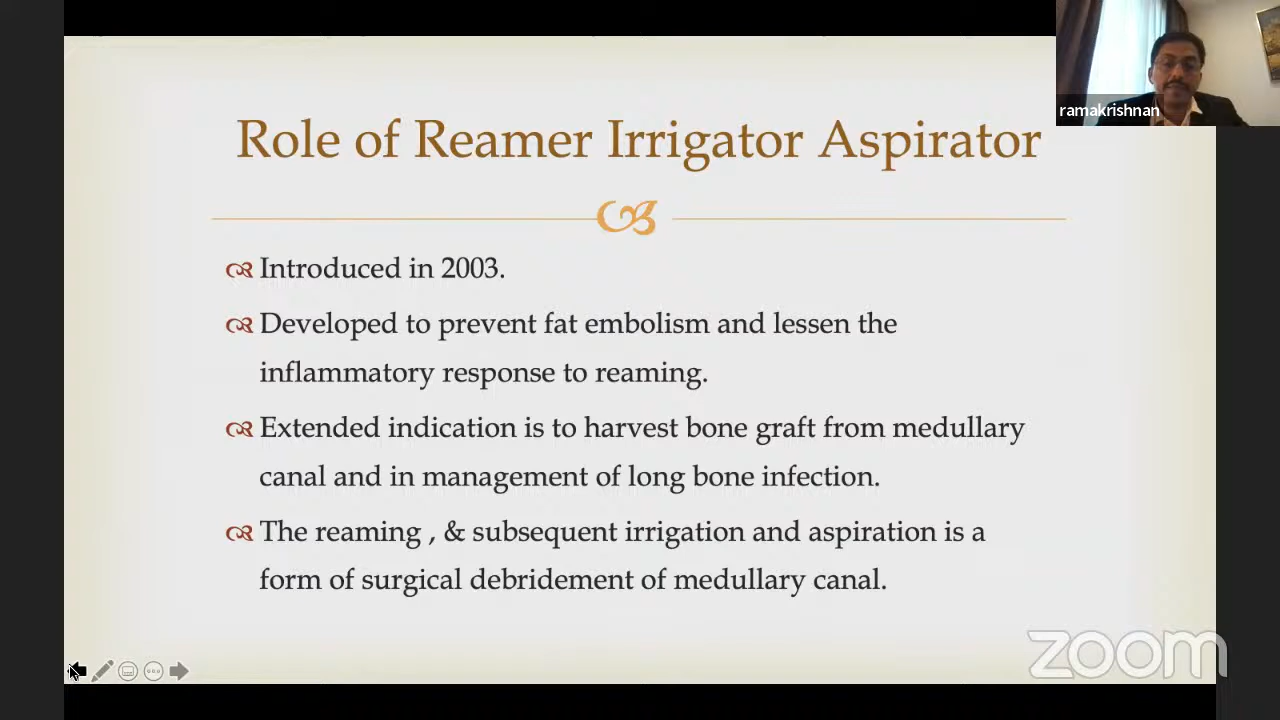 ramakrishnan
Role of Reamer Irrigator Aspirator
Introduced in 2003.
Developed to prevent fat embolism and lessen the
inflammatory response to reaming.
Extended indication is to harvest bone graft from medullary
canal and in management of long bone infection.
The reaming , & subsequent irrigation and aspiration is a
form of surgical debridement of medullary canal.
zoom